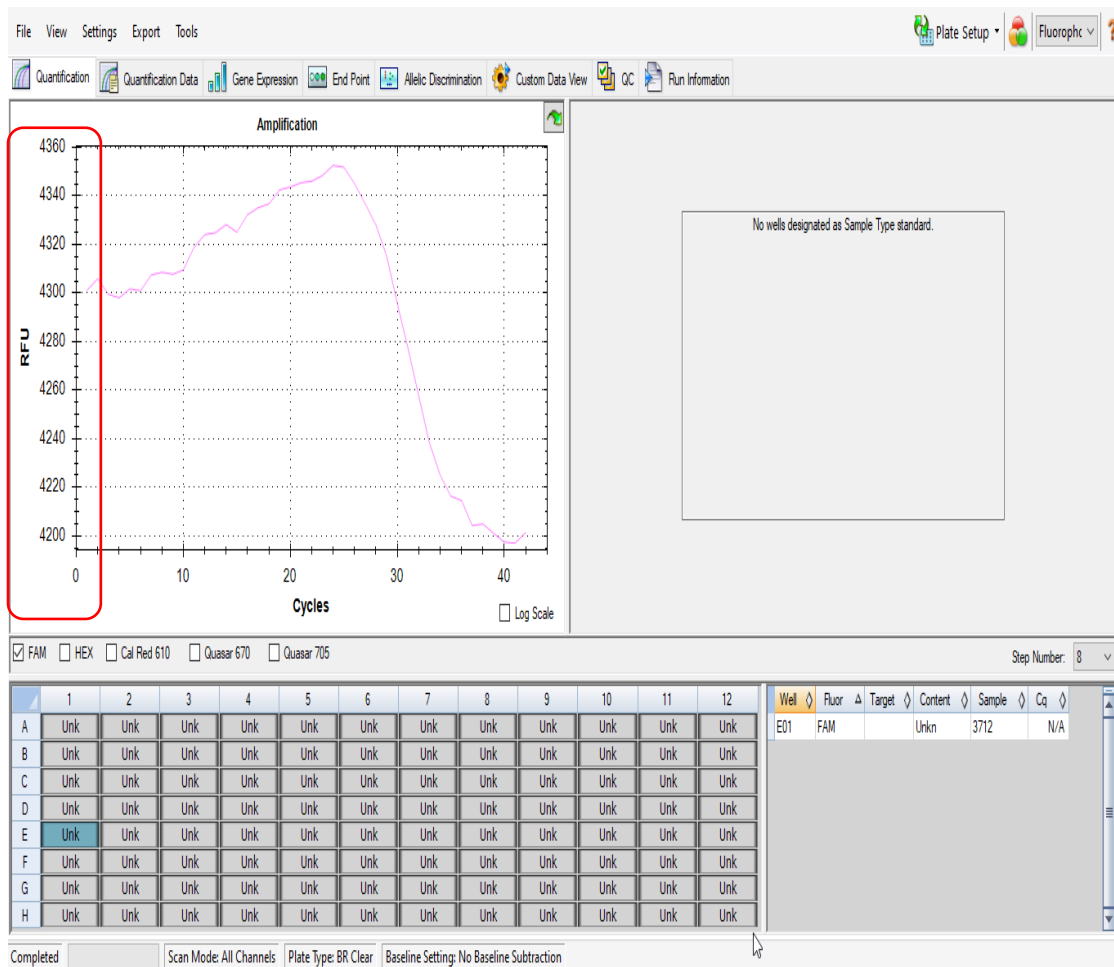 File View Settings Export Tools Plate Setup Fluorophc ?
Quantification Quantification Data Gene Expression End Point Allelic Discrimination Custom Data View QC Run Information
Amplification
4360
4340
4320
4300
4280
4260
4240
4220
4200
RFU
0 10 20 30 40
Cycles
Log Scale
No wells designated as Sample Type standard.
FAM HEX Cal Red 610 Quasar 670 Quasar 705 Step Number: 8
1 2 3 4 5 6 7 8 9 10 11 12
A Unk Unk Unk Unk Unk Unk Unk Unk Unk Unk Unk Unk
B Unk Unk Unk Unk Unk Unk Unk Unk Unk Unk Unk Unk
C Unk Unk Unk Unk Unk Unk Unk Unk Unk Unk Unk Unk
D Unk Unk Unk Unk Unk Unk Unk Unk Unk Unk Unk Unk
E Unk Unk Unk Unk Unk Unk Unk Unk Unk Unk Unk Unk
F Unk Unk Unk Unk Unk Unk Unk Unk Unk Unk Unk Unk
G Unk Unk Unk Unk Unk Unk Unk Unk Unk Unk Unk Unk
H Unk Unk Unk Unk Unk Unk Unk Unk Unk Unk Unk Unk
Well Fluor Target Content Sample Cq
E01 FAM Unkn 3712 N/A
Completed Scan Mode: All Channels Plate Type: BR Clear Baseline Setting: No Baseline Subtraction